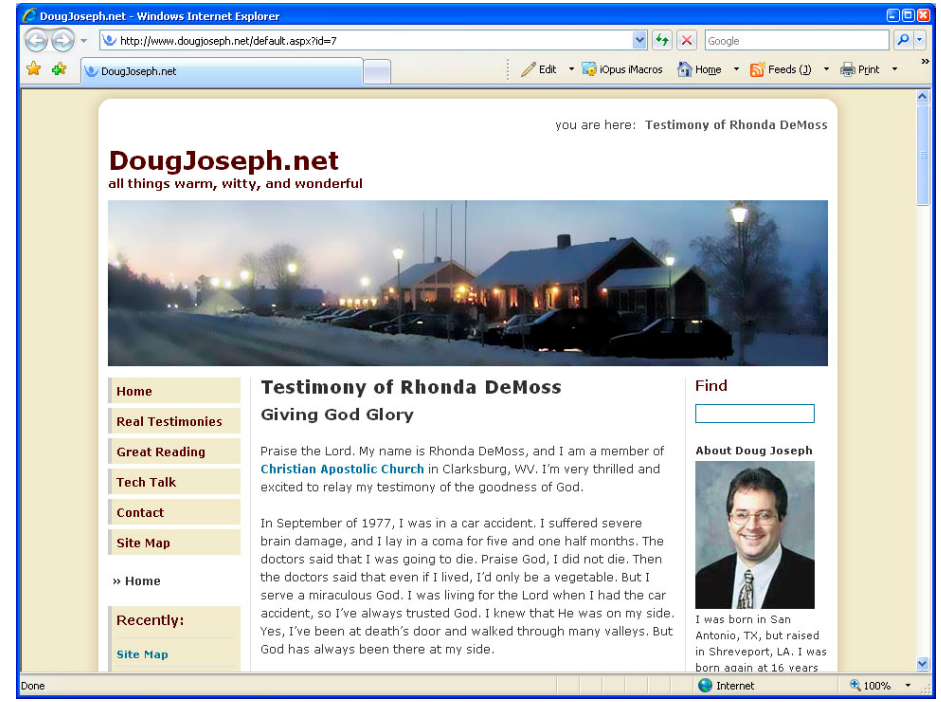 DougJoseph.net - Windows Internet Explorer
http://www.dougjoseph.net/default.aspx?id=7
Google
DougJoseph.net
Edit
iOpus iMacros
Home
Feeds (J)
Print
»
you are here: Testimony of Rhonda DeMoss
DougJoseph.net
all things warm, witty, and wonderful
Home
Real Testimonies
Great Reading
Tech Talk
Contact
Site Map
» Home
Recently:
Site Map
Testimony of Rhonda DeMoss
Giving God Glory
Praise the Lord. My name is Rhonda DeMoss, and I am a member of
Christian Apostolic Church in Clarksburg, WV. I'm very thrilled and
excited to relay my testimony of the goodness of God.
In September of 1977, I was in a car accident. I suffered severe
brain damage, and I lay in a coma for five and one half months. The
doctors said that I was going to die. Praise God, I did not die. Then
the doctors said that even if I lived, I'd only be a vegetable. But I
serve a miraculous God. I was living for the Lord when I had the car
accident, so I've always trusted God. I knew that He was on my side.
Yes, I've been at death's door and walked through many valleys. But
God has always been there at my side.
Find
About Doug Joseph
I was born in San
Antonio, TX, but raised
in Shreveport, LA. I was
born again at 16 years
Done
Internet
100%